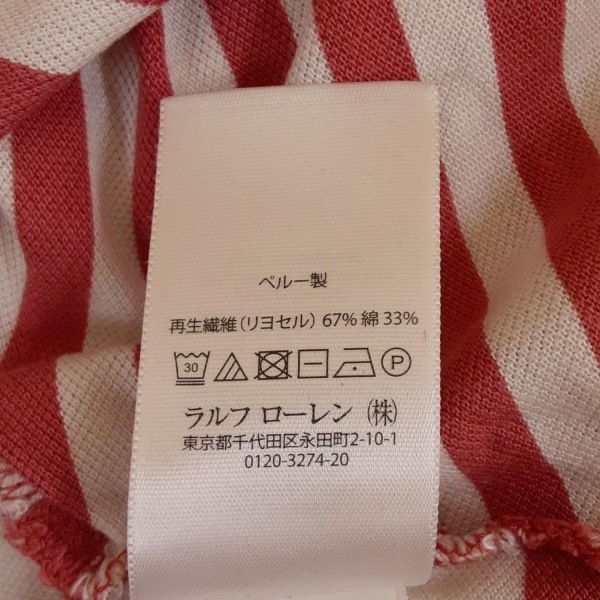 ペルー製
再生繊維（リヨセル）67% 綿 33%
30 P
ラルフ ローレン （株）
東京都千代田区永田町2-10-1
0120-3274-20